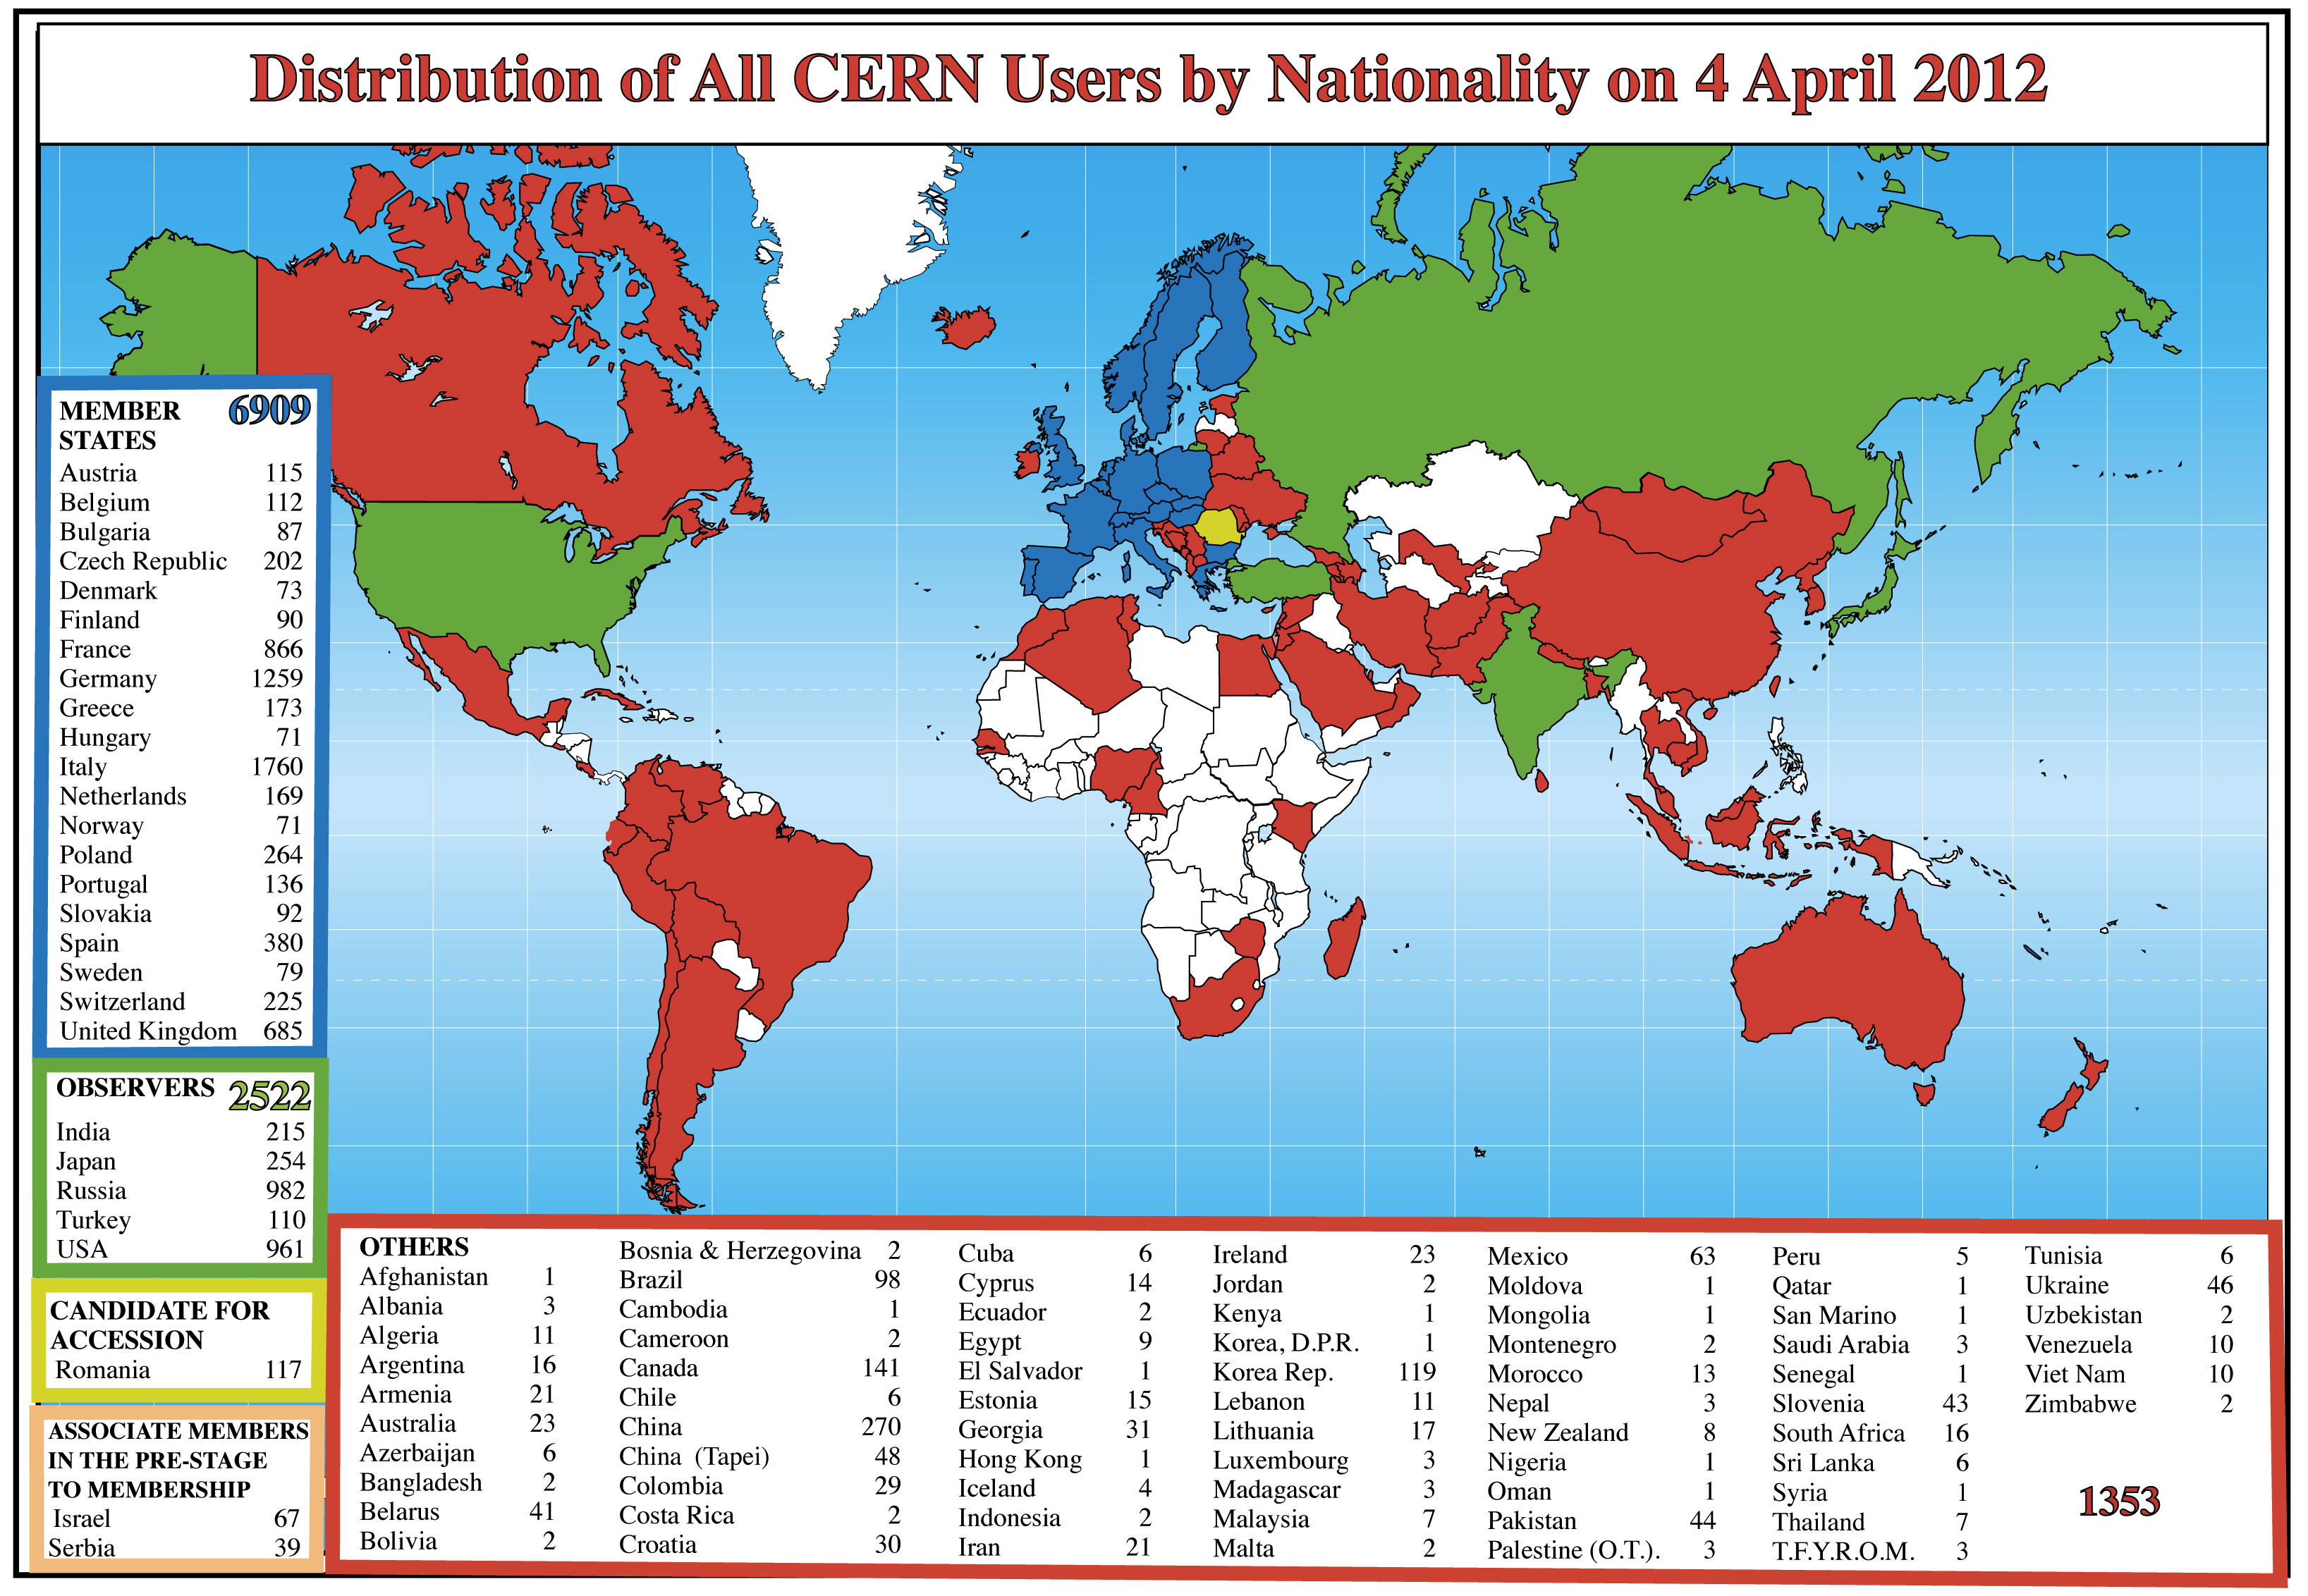 Distribution of All CERN Users by Nationality on 4 April 2012
MEMBER 6909
STATES
Austria 115
Belgium 112
Bulgaria 87
Czech Republic 202
Denmark 73
Finland 90
France 866
Germany 1259
Greece 173
Hungary 71
Italy 1760
Netherlands 169
Norway 71
Poland 264
Portugal 136
Slovakia 92
Spain 380
Sweden 79
Switzerland 225
United Kingdom 685
OBSERVERS 2522
India 215
Japan 254
Russia 982
Turkey 110
USA 961
CANDIDATE FOR
ACCESSION
Romania 117
ASSOCIATE MEMBERS
IN THE PRE-STAGE
TO MEMBERSHIP
Israel 67
Serbia 39
OTHERS
Afghanistan 1
Albania 3
Algeria 11
Argentina 16
Armenia 21
Australia 23
Azerbaijan 6
Bangladesh 2
Belarus 41
Bolivia 2
Bosnia & Herzegovina 2
Brazil 98
Cambodia 1
Cameroon 2
Canada 141
Chile 6
China 270
China (Tapei) 48
Colombia 29
Costa Rica 2
Croatia 30
Cuba 6
Cyprus 14
Ecuador 2
Egypt 9
El Salvador 1
Estonia 15
Georgia 31
Hong Kong 1
Iceland 4
Indonesia 2
Iran 21
Ireland 23
Jordan 2
Kenya 1
Korea, D.P.R. 1
Korea Rep. 119
Lebanon 11
Lithuania 17
Luxembourg 3
Madagascar 3
Malaysia 7
Malta 2
Mexico 63
Moldova 1
Mongolia 1
Montenegro 2
Morocco 13
Nepal 3
New Zealand 8
Nigeria 1
Oman 1
Pakistan 44
Palestine (O.T.). 3
Peru 5
Qatar 1
San Marino 1
Saudi Arabia 3
Senegal 1
Slovenia 43
South Africa 16
Sri Lanka 6
Syria 1
Thailand 7
T.F.Y.R.O.M. 3
Tunisia 6
Ukraine 46
Uzbekistan 2
Venezuela 10
Viet Nam 10
Zimbabwe 2
1353